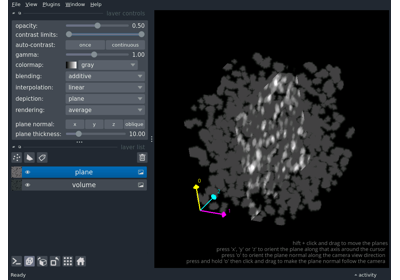 File View Plugins Window Help
layer controls
opacity: 0.50
contrast limits:
auto-contrast: once continuous
gamma: 1.00
colormap: gray
blending: additive
interpolation: linear
depiction: plane
rendering: average
plane normal: x y z oblique
plane thickness: 10.00
layer list
plane
volume
0
shift + click and drag to move the planes
press 'x', 'y' or 'z' to orient the plane along that axis around the cursor
press 'o' to orient the plane normal along the camera view direction
press and hold 'o' then click and drag to make the plane normal follow the camera
Ready
activity